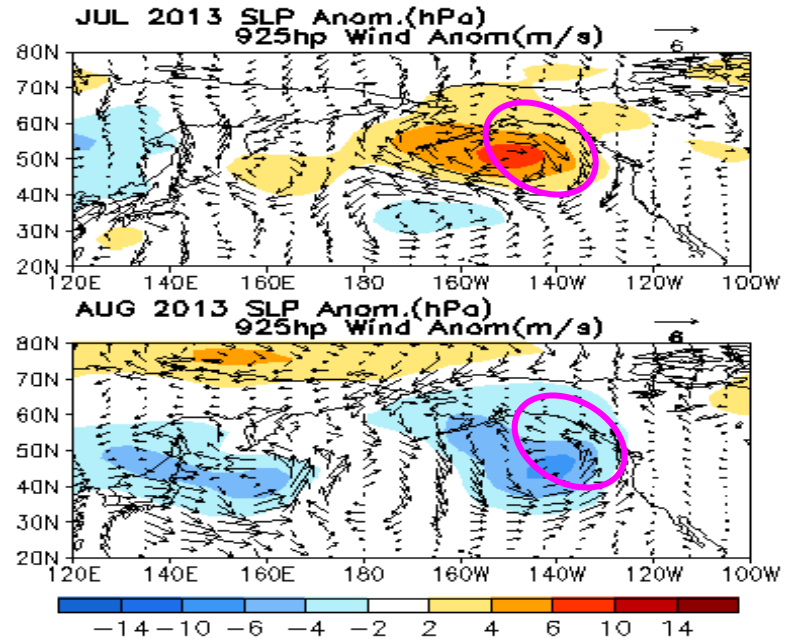 JUL 2013 SLP Anom.(hPa)
925hp Wind Anom(m/s)
6
80N
70N
60N
50N
40N
30N
20N
120E 140E 160E 180 160W 140W 120W 100W
AUG 2013 SLP Anom.(hPa)
925hp Wind Anom(m/s)
6
80N
70N
60N
50N
40N
30N
20N
120E 140E 160E 180 160W 140W 120W 100W
-14 -10 -6 -4 -2 2 4 6 10 14